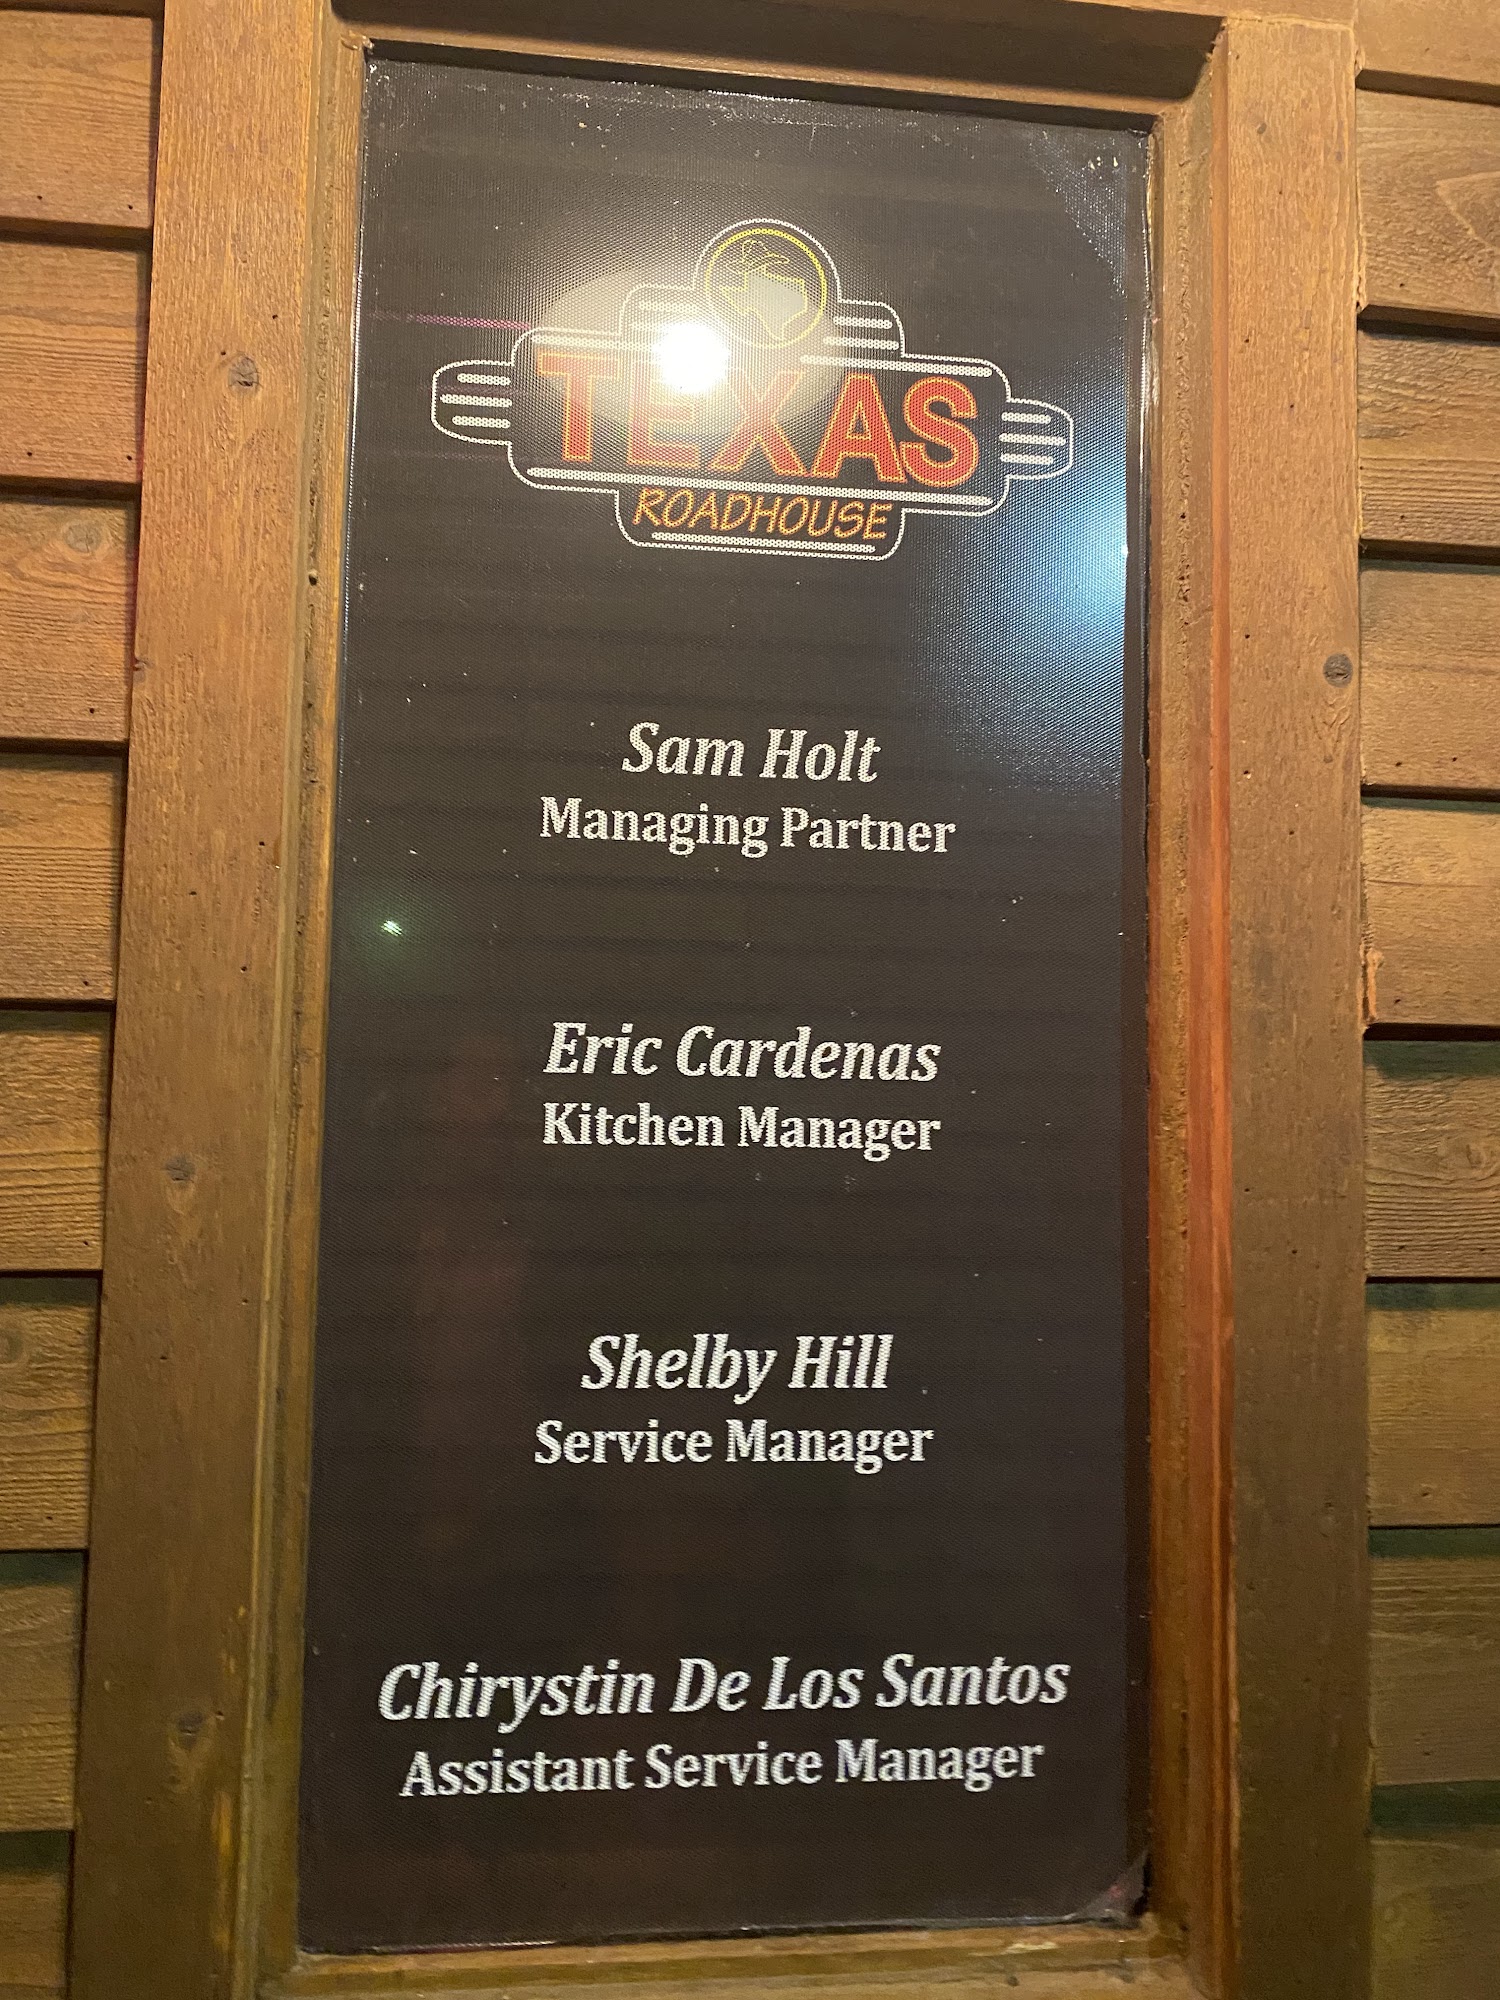 TEXAS
ROADHOUSE
Sam Holt
Managing Partner
Eric Cardenas
Kitchen Manager
Shelby Hill
Service Manager
Chirystin De Los Santos
Assistant Service Manager